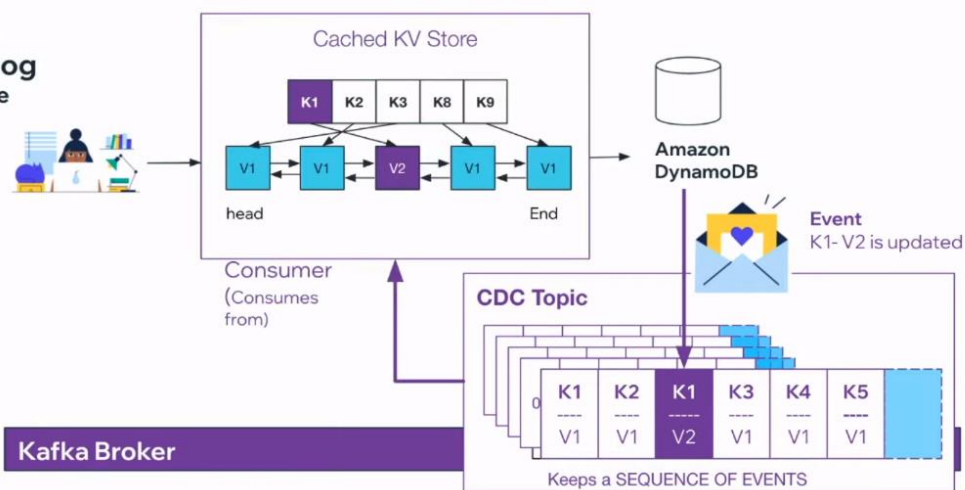 og
e
Cached KV Store
K1 K2 K3 K8 K9
V1 V1 V2 V1 V1
head End
Amazon
DynamoDB
Event
K1- V2 is updated
Consumer
(Consumes
from)
CDC Topic
0 K1 K2 K1 K3 K4 K5
---- ---- ----- ---- ---- ----
V1 V1 V2 V1 V1 V1
Kafka Broker
Keeps a SEQUENCE OF EVENTS